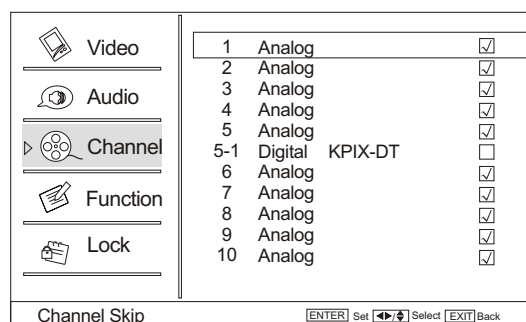 Video
Audio
Channel
Function
Lock
1 Analog
2 Analog
3 Analog
4 Analog
5 Analog
5-1 Digital KPIX-DT
6 Analog
7 Analog
8 Analog
9 Analog
10 Analog
Channel Skip
ENTER Set / Select EXIT Back